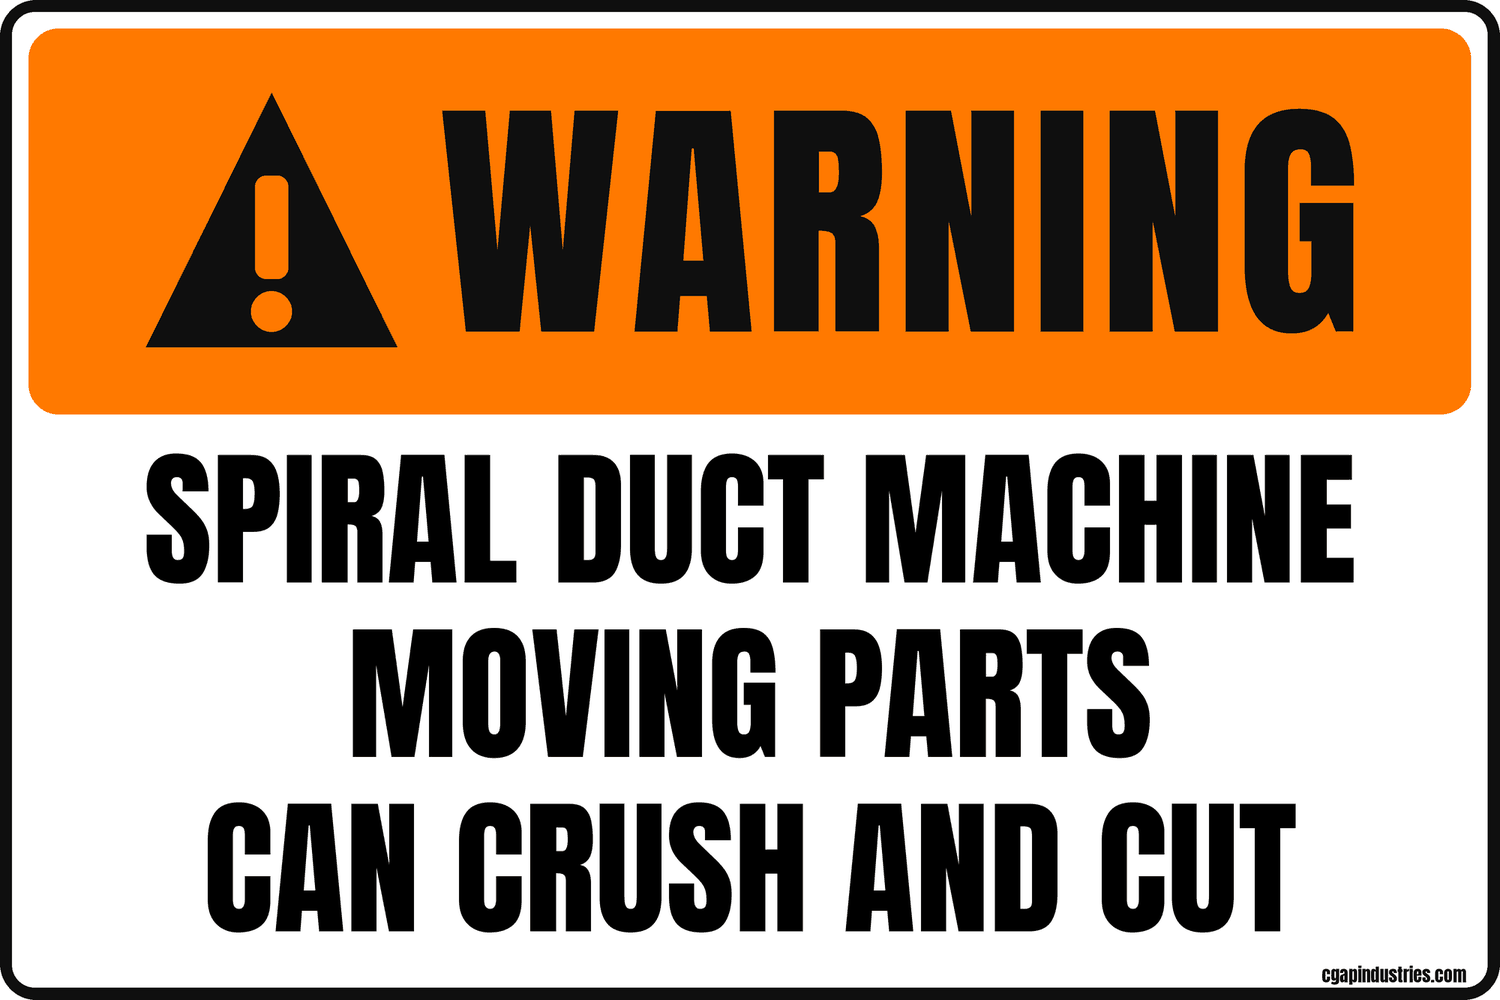 WARNING
SPIRAL DUCT MACHINE
MOVING PARTS
CAN CRUSH AND CUT
cgapindustries.com